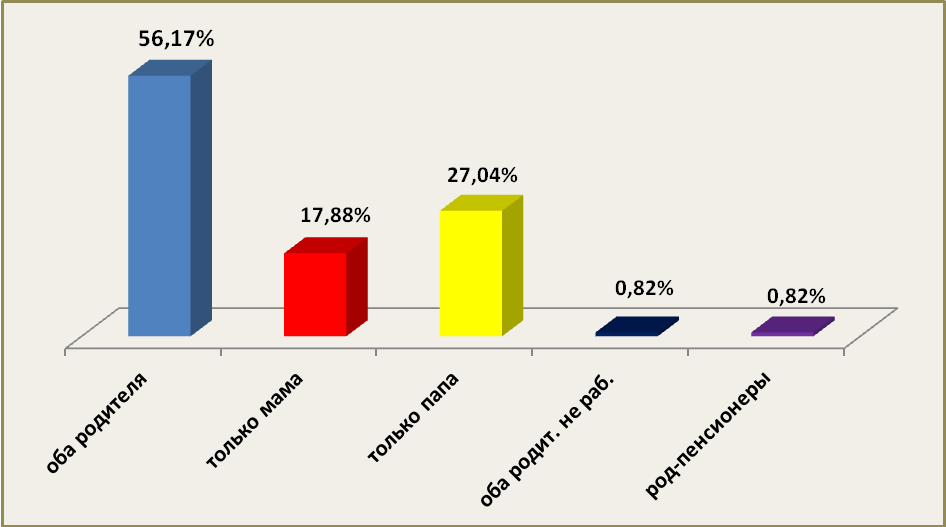 56,17%
17,88%
27,04%
0,82%
0,82%
оба родителя
только мама
только папа
оба родит. не раб.
род-пенсионеры